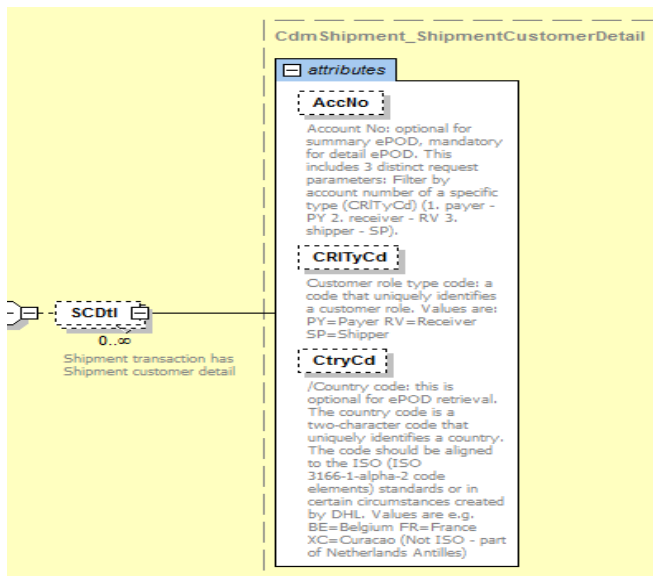 CdmShipment_ShipmentCustomerDetail
attributes
AccNo
Account No: optional for
summary ePOD, mandatory
for detail ePOD. This
includes 3 distinct request
parameters: Filter by
account number of a specific
type (CRlTyCd) (1. payer -
PY 2. receiver - RV 3.
shipper - SP).
CRlTyCd
Customer role type code: a
code that uniquely identifies
a customer role. Values are:
PY=Payer RV=Receiver
SP=Shipper
SCDtl
0..∞
Shipment transaction has
Shipment customer detail
CtryCd
/Country code: this is
optional for ePOD retrieval.
The country code is a
two-character code that
uniquely identifies a country.
The code should be aligned
to the ISO (ISO
3166-1-alpha-2 code
elements) standards or in
certain circumstances created
by DHL. Values are e.g.
BE=Belgium FR=France
XC=Curacao (Not ISO - part
of Netherlands Antilles)